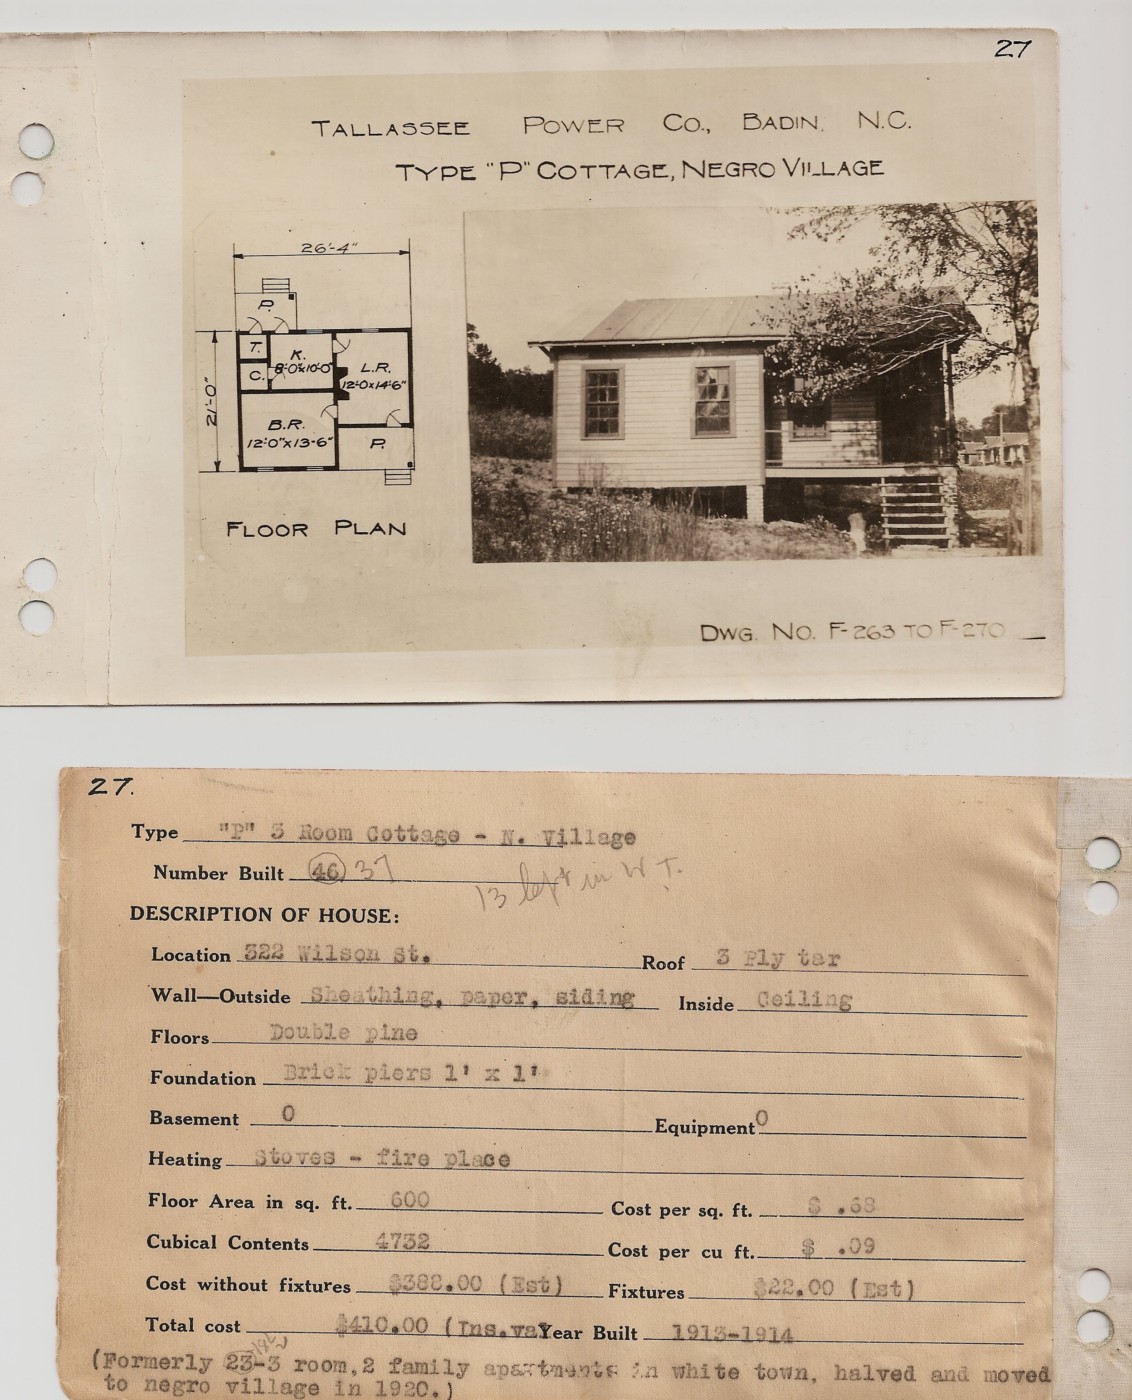 27
TALLASSEE POWER CO., BADIN, N.C.
TYPE "P" COTTAGE, NEGRO VILLAGE
26'-4"
P.
T.
K.
8'-0"x10'-0"
C.
L.R.
12'-0"x14'-6"
21'-0"
B.R.
12'-0"x13'-6"
P.
FLOOR PLAN
DWG. NO. F-263 TO F-270
27.
Type "P" 3 Room Cottage - N. Village
Number Built 46 37
13 left in W.T.
DESCRIPTION OF HOUSE:
Location 322 Wilson St. Roof 3 Ply tar
Wall—Outside Sheathing, paper, siding Inside Ceiling
Floors Double pine
Foundation Brick piers 1' x 1'
Basement 0 Equipment 0
Heating Stoves - fire place
Floor Area in sq. ft. 600 Cost per sq. ft. $ .68
Cubical Contents 4732 Cost per cu ft. $ .09
Cost without fixtures $388.00 (Est) Fixtures $22.00 (Est)
Total cost $410.00 (Ins.va Year Built 1913-1914
(Formerly 23-3 room,2 family apartments in white town, halved and moved
to negro village in 1920.)